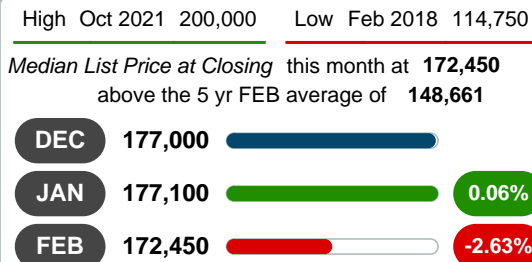 High Oct 2021 200,000 Low Feb 2018 114,750
Median List Price at Closing this month at 172,450
above the 5 yr FEB average of 148,661
DEC 177,000
JAN 177,100 0.06%
FEB 172,450 -2.63%